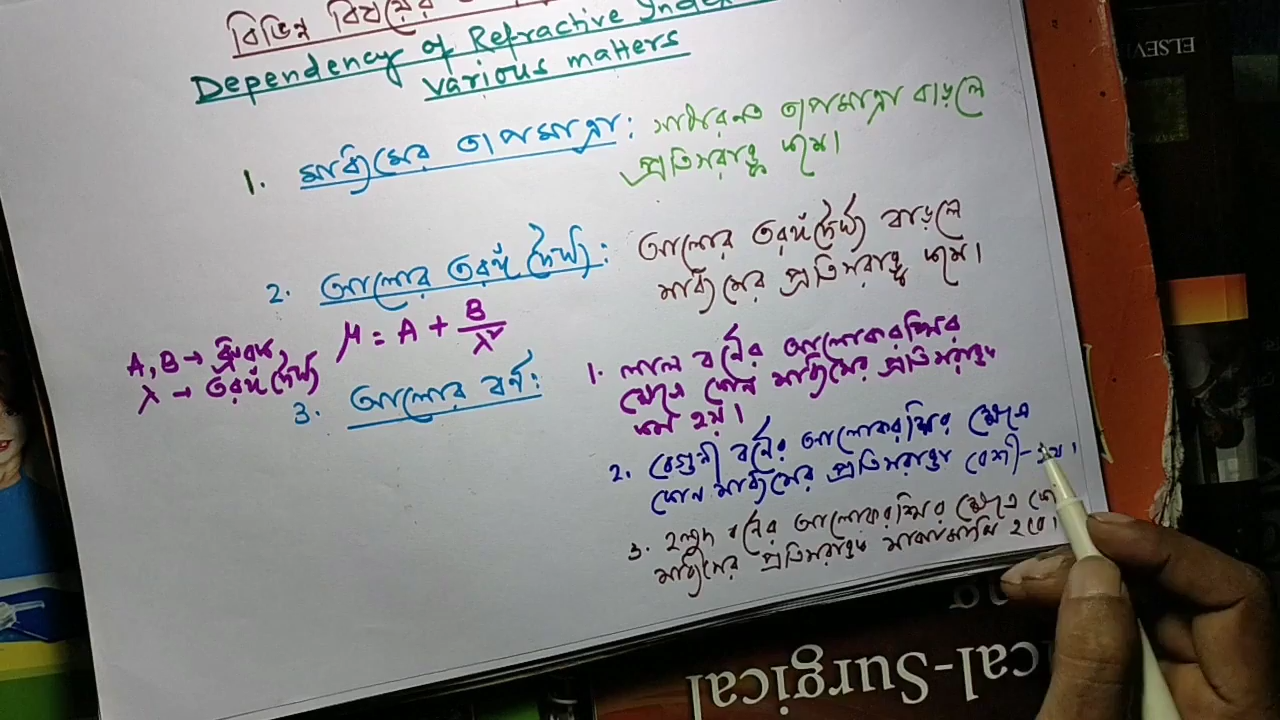 বিভিন্ন বিষয়ের
Dependency of Refractive Index
various matters
1. মাধ্যমের তাপমাত্রা: সাধারণত তাপমাত্রা বাড়লে
প্রতিসরাঙ্ক কমে।
2. আলোর তরঙ্গদৈর্ঘ্য: আলোর তরঙ্গদৈর্ঘ্য বাড়লে
মাধ্যমের প্রতিসরাঙ্ক কমে।
μ = A + B/λ²
A, B → ধ্রুবক,
λ → তরঙ্গদৈর্ঘ্য
3. আলোর বর্ণ:
1. লাল বর্ণের আলোকরশ্মির
ক্ষেত্রে কোন মাধ্যমের প্রতিসরাঙ্ক
কম হয়।
2. বেগুনী বর্ণের আলোকরশ্মির ক্ষেত্রে
কোন মাধ্যমের প্রতিসরাঙ্ক বেশী হয়।
3. হলুদ বর্ণের আলোকরশ্মির ক্ষেত্রে
মাধ্যমের প্রতিসরাঙ্ক মাঝামাঝি হবে।
ELSEV
cal-Surgical